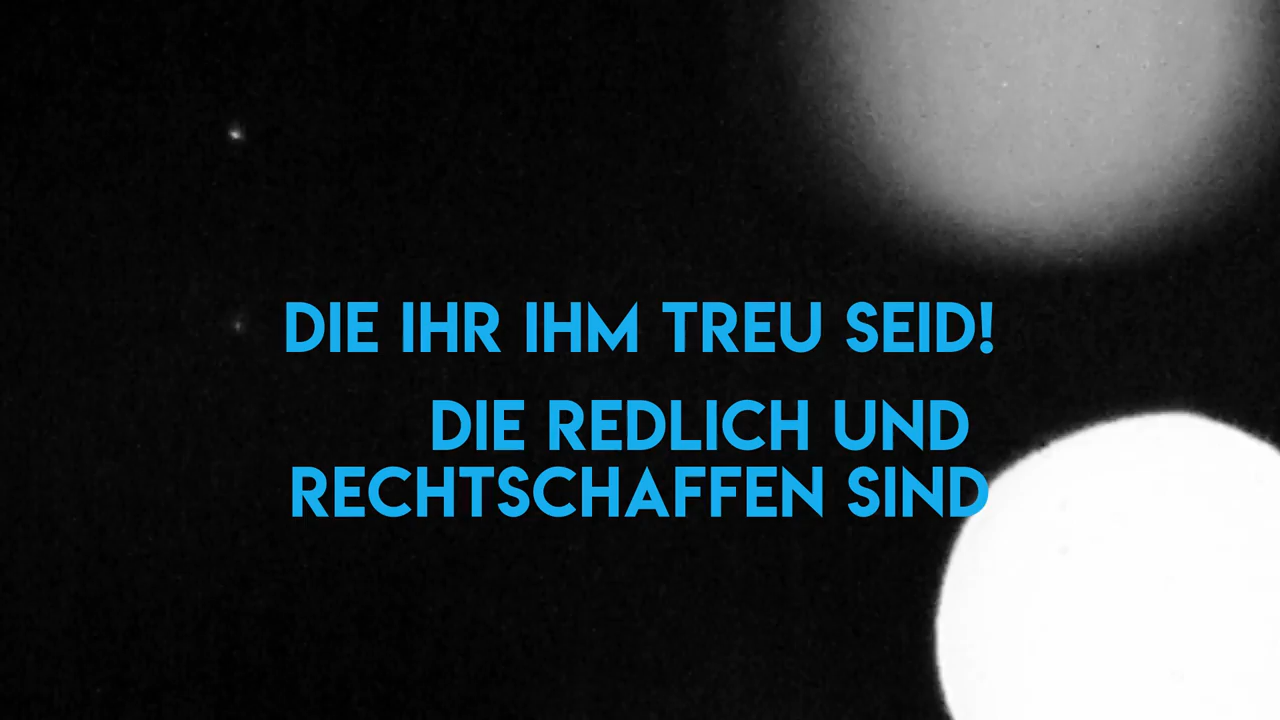 DIE IHR IHM TREU SEID!
DIE REDLICH UND
RECHTSCHAFFEN SIND